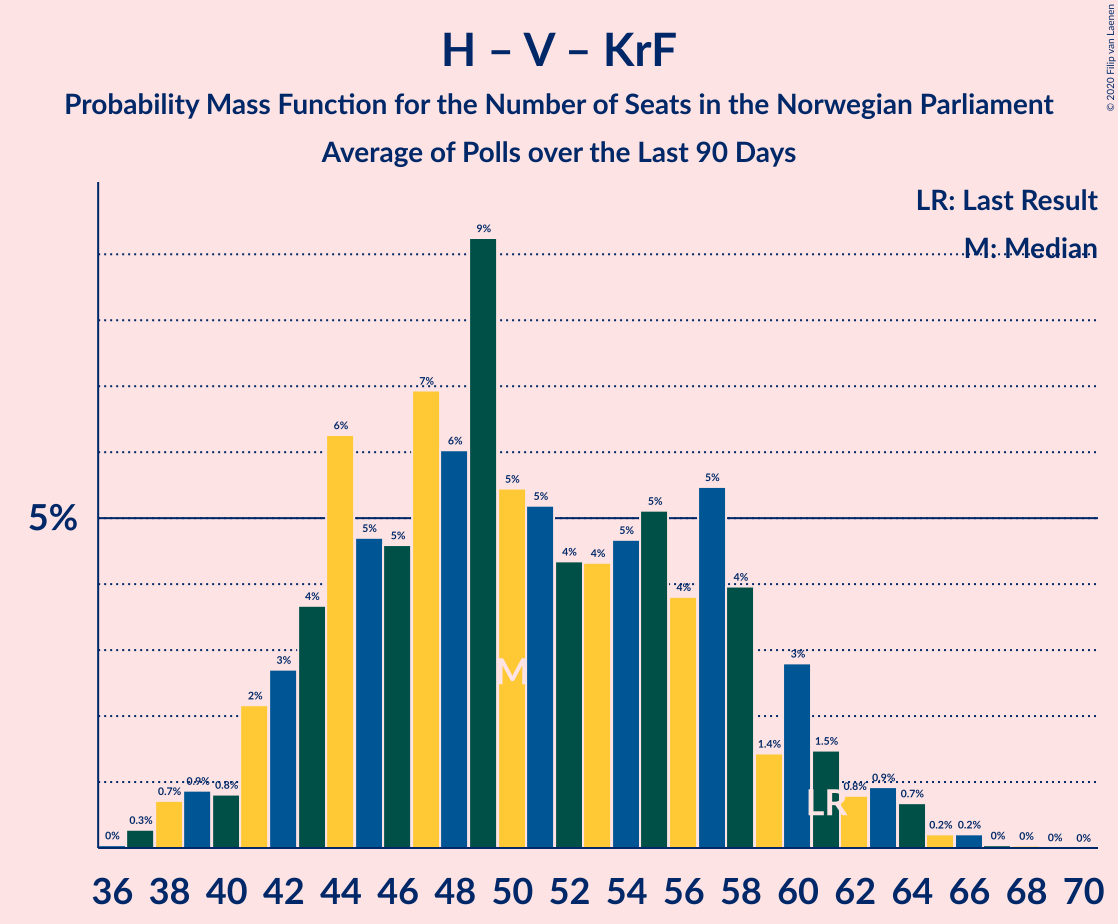 H – V – KrF
Probability Mass Function for the Number of Seats in the Norwegian Parliament
Average of Polls over the Last 90 Days
© 2020 Filip van Laenen
LR: Last Result
M: Median
5%
0% 0.3% 0.7% 0.9% 0.8% 2% 3% 4% 6% 5% 5% 7% 6% 9% 5% 5% 4% 4% 5% 5% 4% 5% 4% 1.4% 3% 1.5% 0.8% 0.9% 0.7% 0.2% 0.2% 0% 0% 0% 0%
M
LR
36 38 40 42 44 46 48 50 52 54 56 58 60 62 64 66 68 70